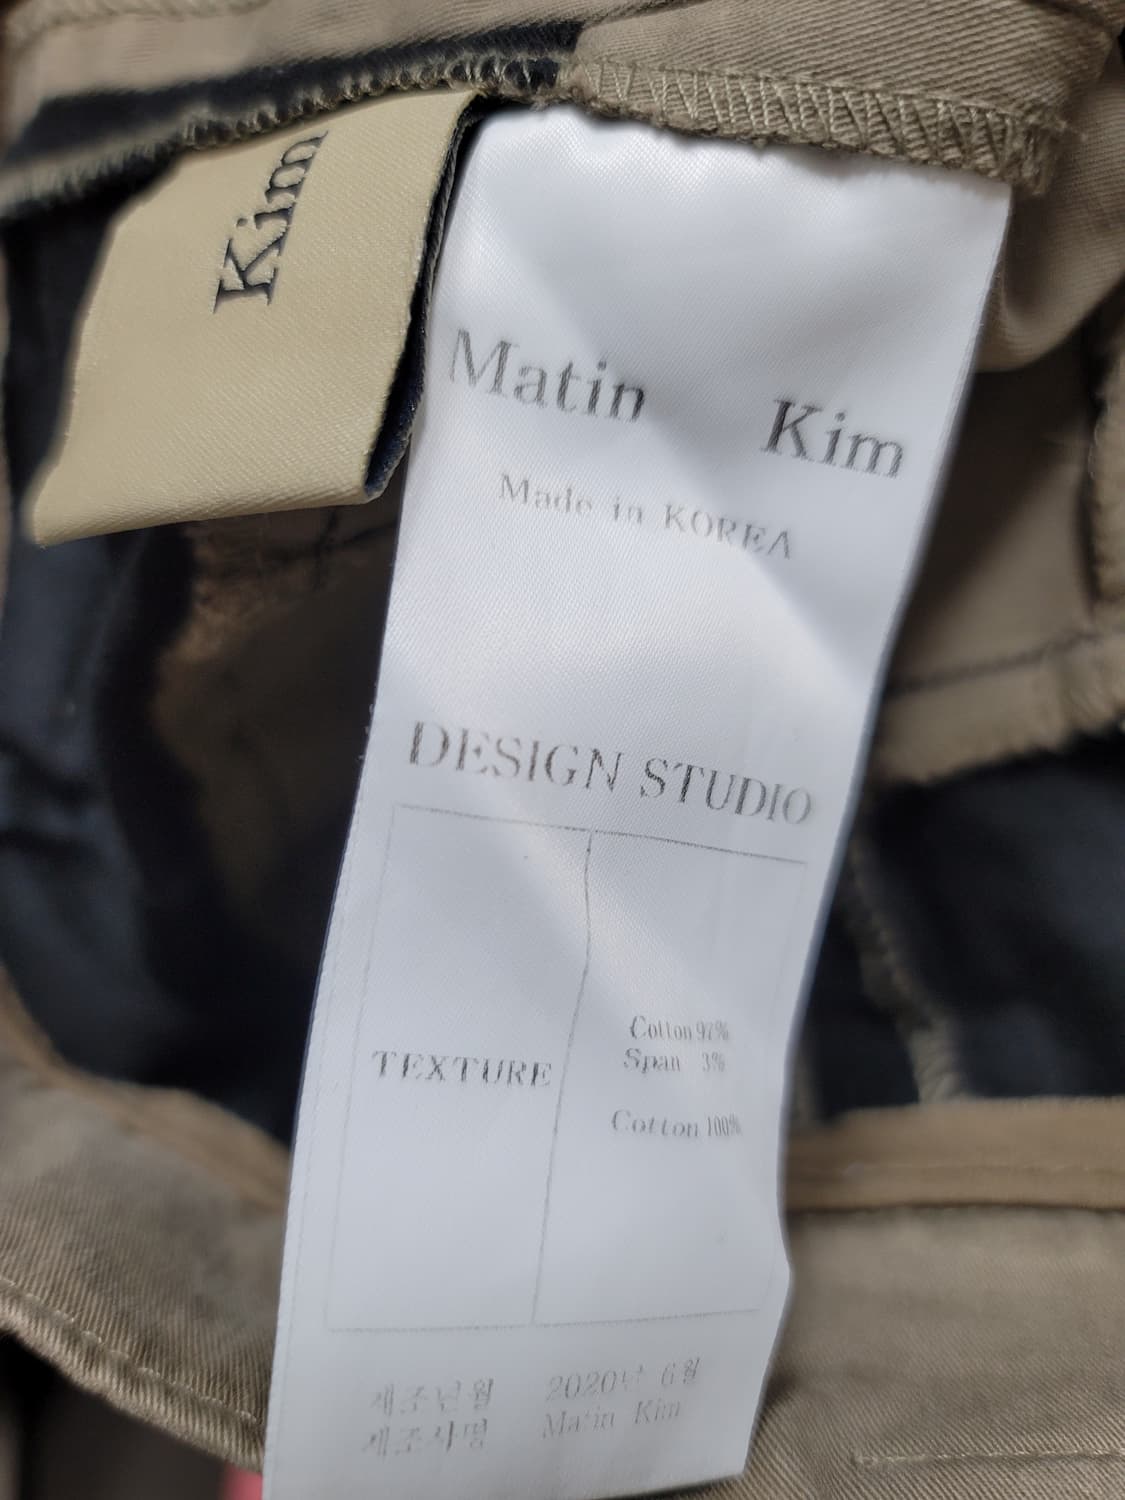 Kim
Matin Kim
Made in KOREA
DESIGN STUDIO
TEXTURE
Cotton 97%
Span 3%
Cotton 100%
제조년월 2020년 6월
제조사명 Matin Kim